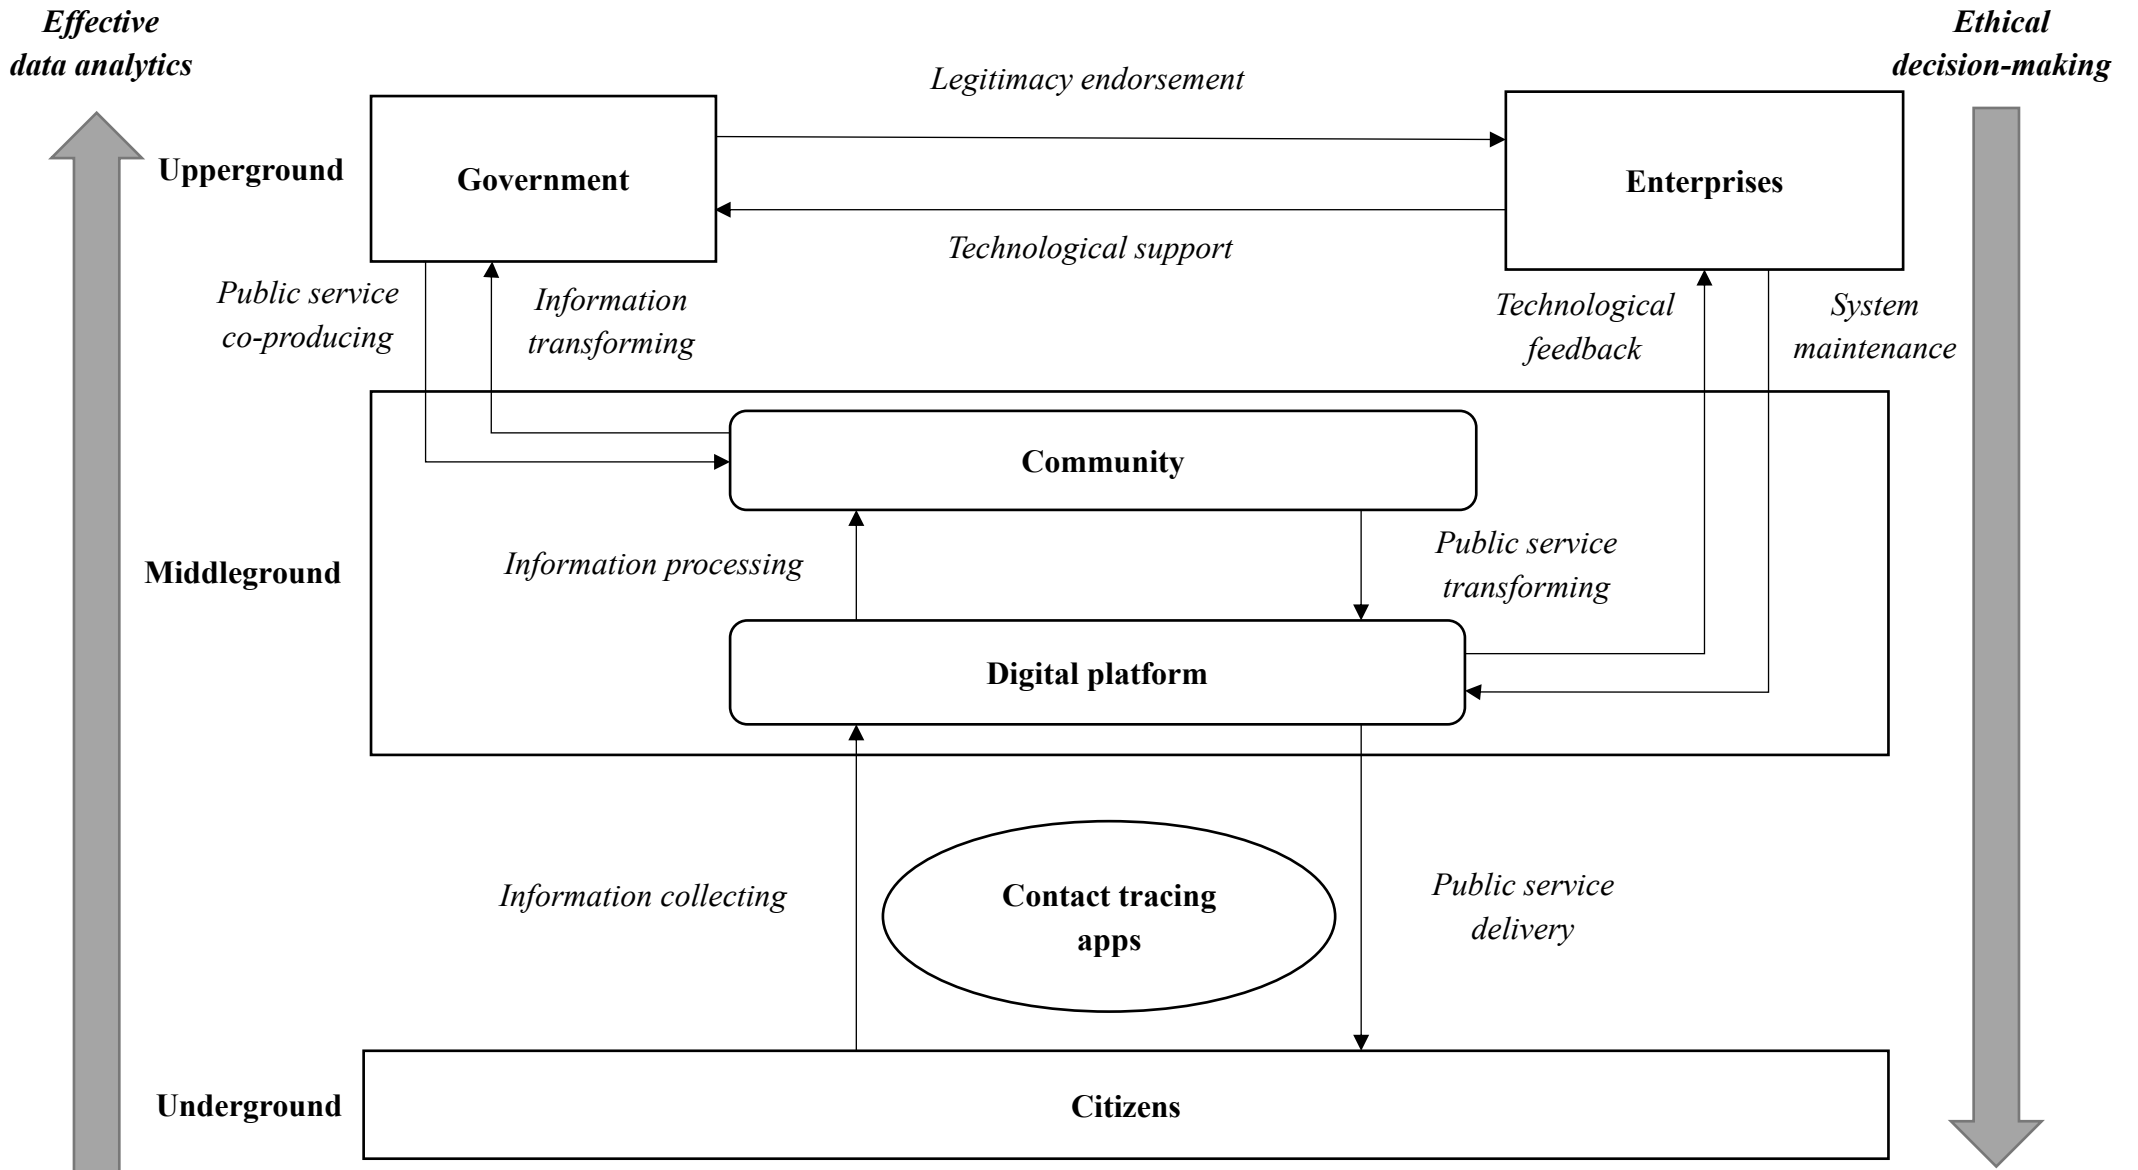 Effective
data analytics
Ethical
decision-making
Legitimacy endorsement
Upperground
Government
Enterprises
Technological support
Public service
co-producing
Information
transforming
Technological
feedback
System
maintenance
Community
Middleground
Information processing
Public service
transforming
Digital platform
Information collecting
Contact tracing
apps
Public service
delivery
Underground
Citizens